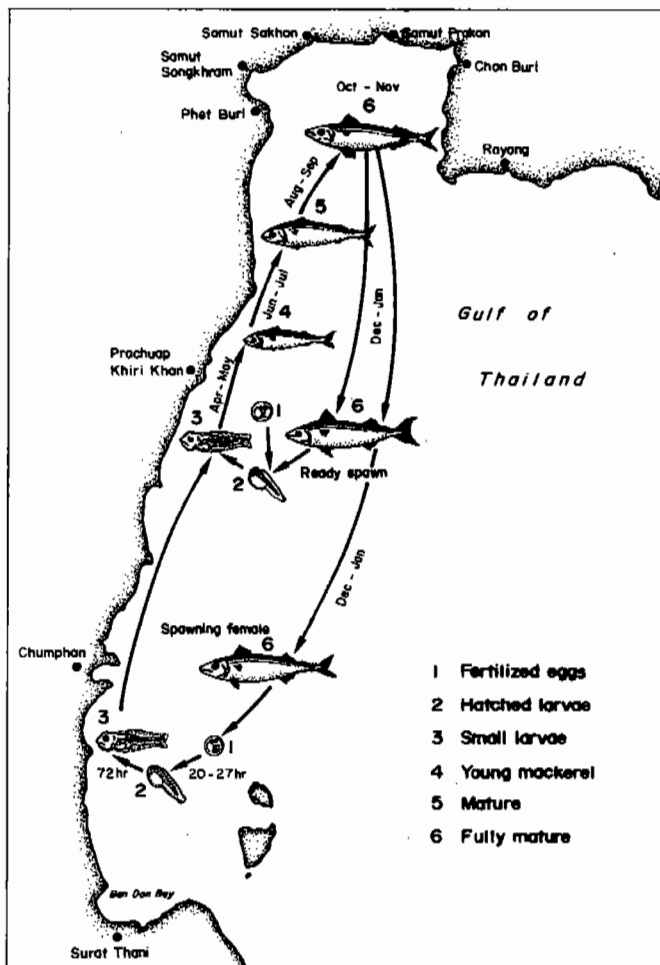 Samut Sakhon
Samut Prakan
Samut
Songkhram
Chon Buri
Oct - Nov
6
Phet Buri
Rayong
Aug-Sep
5
Jun - Jul
4
Gulf of
Thailand
Dec-Jan
Prachuap
Khiri Khan
Apr-May
3
1
6
2
Ready spawn
Dec - Jan
Spawning female
6
Chumphan
3
1
72hr
2
20-27hr
1 Fertilized eggs
2 Hatched larvae
3 Small larvae
4 Young mackerel
5 Mature
6 Fully mature
Ban Don Bay
Surat Thani